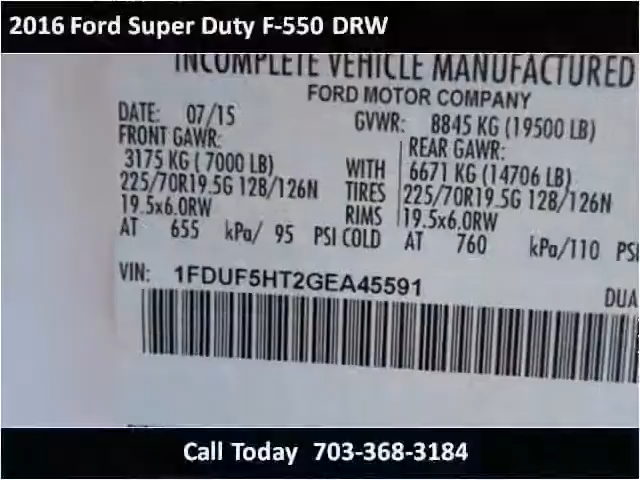 2016 Ford Super Duty F-550 DRW
INCOMPLETE VEHICLE MANUFACTURED
FORD MOTOR COMPANY
DATE: 07/15 GVWR: 8845 KG (19500 LB)
FRONT GAWR: REAR GAWR:
3175 KG ( 7000 LB) WITH 6671 KG (14706 LB)
225/70R19.5G 128/126N TIRES 225/70R19.5G 128/126N
19.5x6.0RW RIMS 19.5x6.0RW
AT 655 kPa/ 95 PSI COLD AT 760 kPa/110 PSI
VIN: 1FDUF5HT2GEA45591
DUA
Call Today 703-368-3184